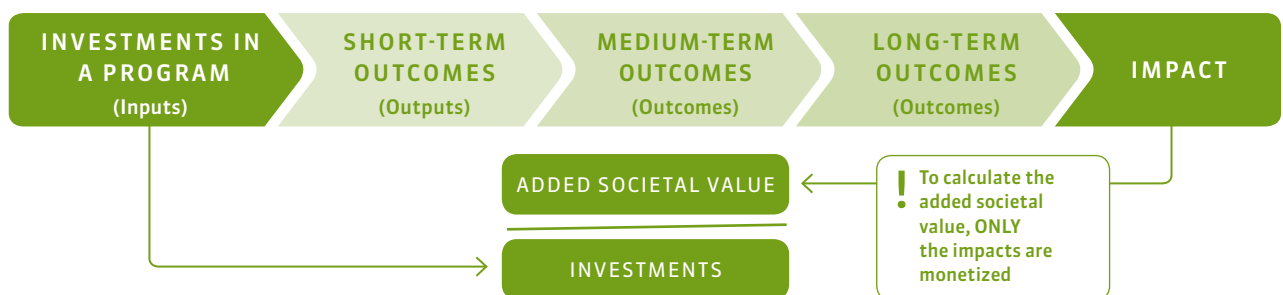 INVESTMENTS IN
A PROGRAM
(Inputs)
SHORT-TERM
OUTCOMES
(Outputs)
MEDIUM-TERM
OUTCOMES
(Outcomes)
LONG-TERM
OUTCOMES
(Outcomes)
IMPACT
ADDED SOCIETAL VALUE
INVESTMENTS
! To calculate the
added societal
value, ONLY
the impacts are
monetized